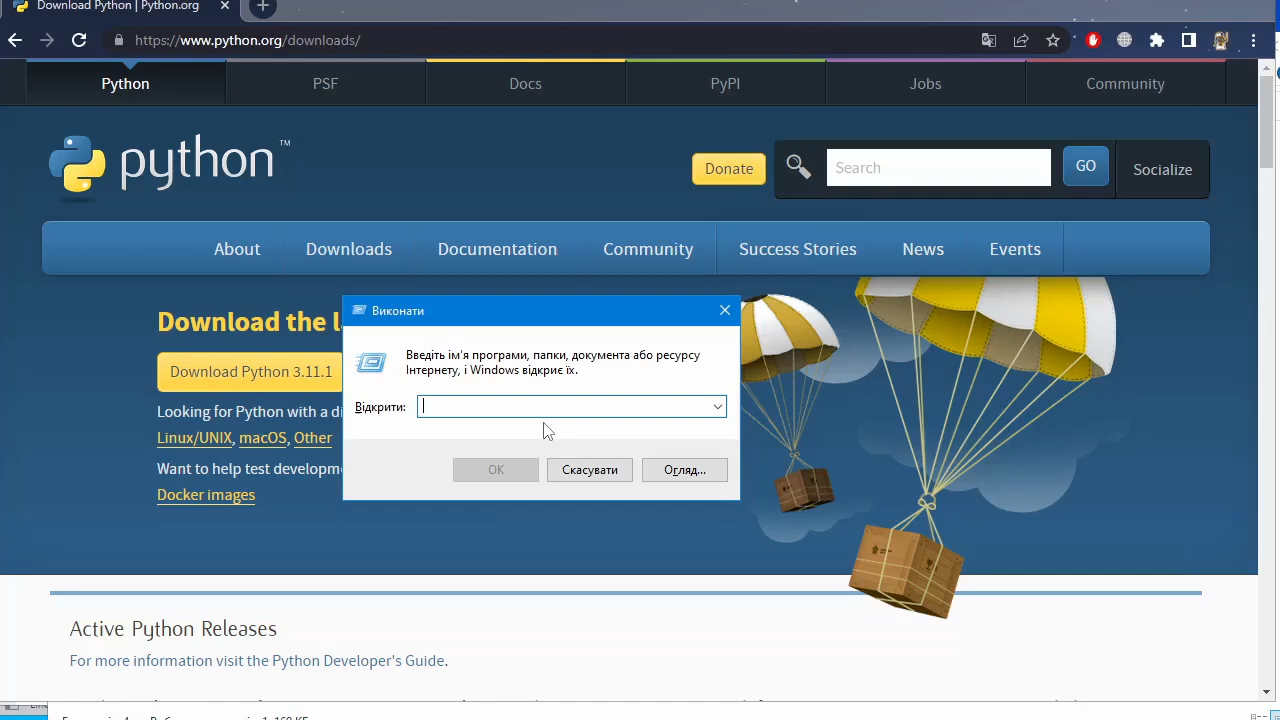 Download Python | Python.org
https://www.python.org/downloads/
Python
PSF
Docs
PyPI
Jobs
Community
python™
Donate
Search
GO
Socialize
About
Downloads
Documentation
Community
Success Stories
News
Events
Download the l
Download Python 3.11.1
Looking for Python with a di
Linux/UNIX, macOS, Other
Want to help test developm
Docker images
Виконати
Введіть ім'я програми, папки, документа або ресурсу
Інтернету, і Windows відкриє їх.
Відкрити:
OK
Скасувати
Огляд...
Active Python Releases
For more information visit the Python Developer's Guide.